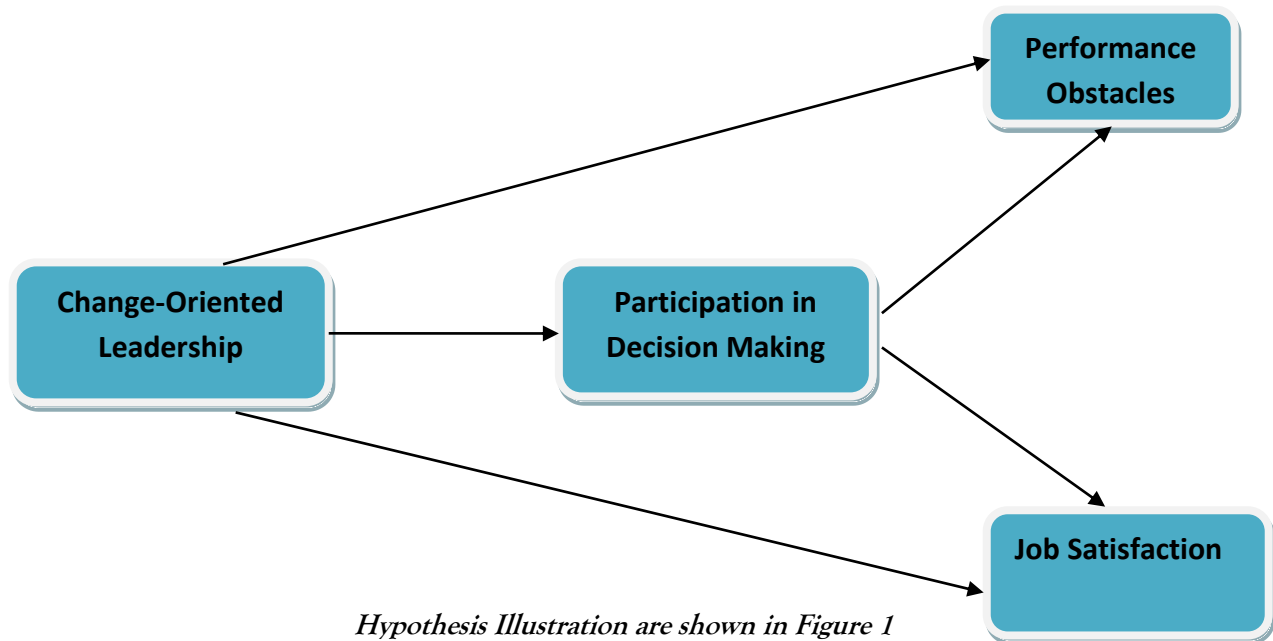 Performance
Obstacles
Change-Oriented
Leadership
Participation in
Decision Making
Job Satisfaction
Hypothesis Illustration are shown in Figure 1